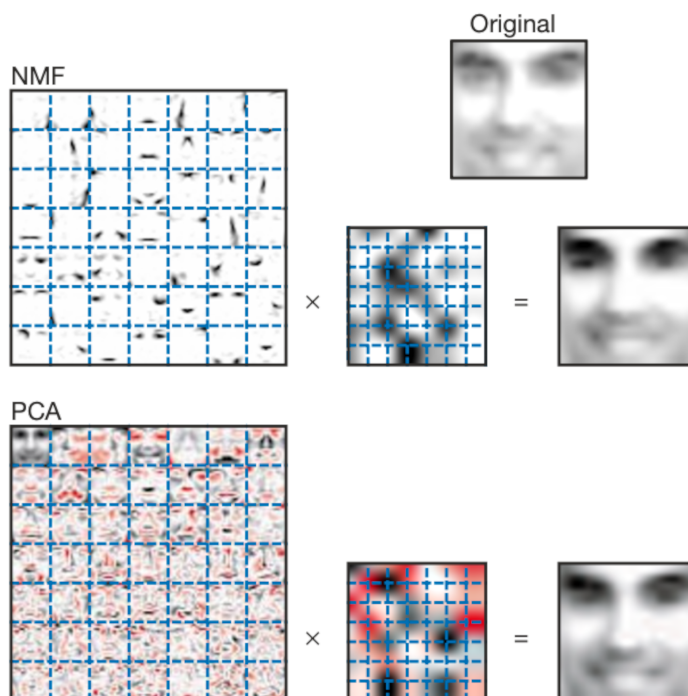 Original
NMF
×
=
PCA
×
=